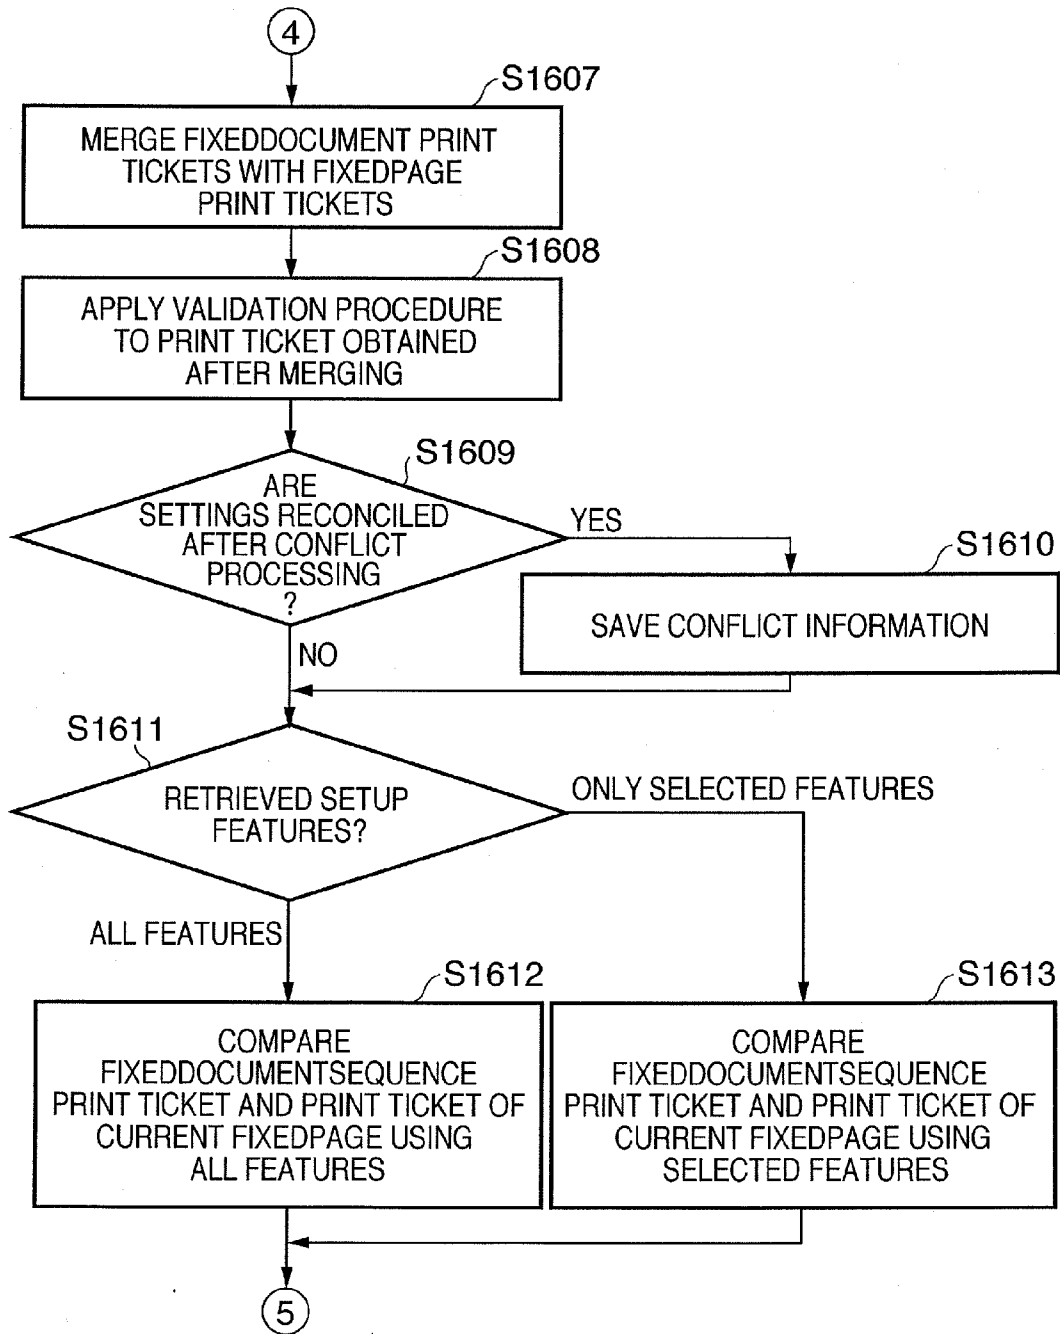 4
S1607
MERGE FIXEDDOCUMENT PRINT
TICKETS WITH FIXEDPAGE
PRINT TICKETS
S1608
APPLY VALIDATION PROCEDURE
TO PRINT TICKET OBTAINED
AFTER MERGING
S1609
ARE
SETTINGS RECONCILED
AFTER CONFLICT
PROCESSING
?
YES
S1610
SAVE CONFLICT INFORMATION
NO
S1611
RETRIEVED SETUP
FEATURES?
ONLY SELECTED FEATURES
ALL FEATURES
S1612
COMPARE
FIXEDDOCUMENTSEQUENCE
PRINT TICKET AND PRINT TICKET OF
CURRENT FIXEDPAGE USING
ALL FEATURES
S1613
COMPARE
FIXEDDOCUMENTSEQUENCE
PRINT TICKET AND PRINT TICKET OF
CURRENT FIXEDPAGE USING
SELECTED FEATURES
5